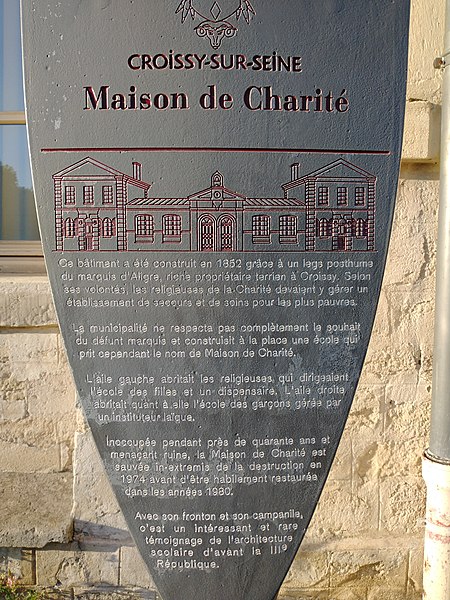 CROISSY-SUR-SEINE
Maison de Charité
Ce bâtiment a été construit en 1852 grâce à un legs posthume
du marquis d'Aligre, riche propriétaire terrien à Croissy. Selon
ses volontés, les religieuses de la Charité devaient y gérer un
établissement de secours et de soins pour les plus pauvres.
La municipalité ne respecta pas complètement le souhait
du défunt marquis et construisit à la place une école qui
prit cependant le nom de Maison de Charité.
L'aile gauche abritait les religieuses qui dirigeaient
l'école des filles et un dispensaire. L'aile droite
abritait quant à elle l'école des garçons gérée par
un instituteur laïque.
Inoccupée pendant près de quarante ans et
menaçant ruine, la Maison de Charité est
sauvée in-extremis de la destruction en
1974 avant d'être habilement restaurée
dans les années 1980.
Avec son fronton et son campanile,
c'est un intéressant et rare
témoignage de l'architecture
scolaire d'avant la IIIe
République.